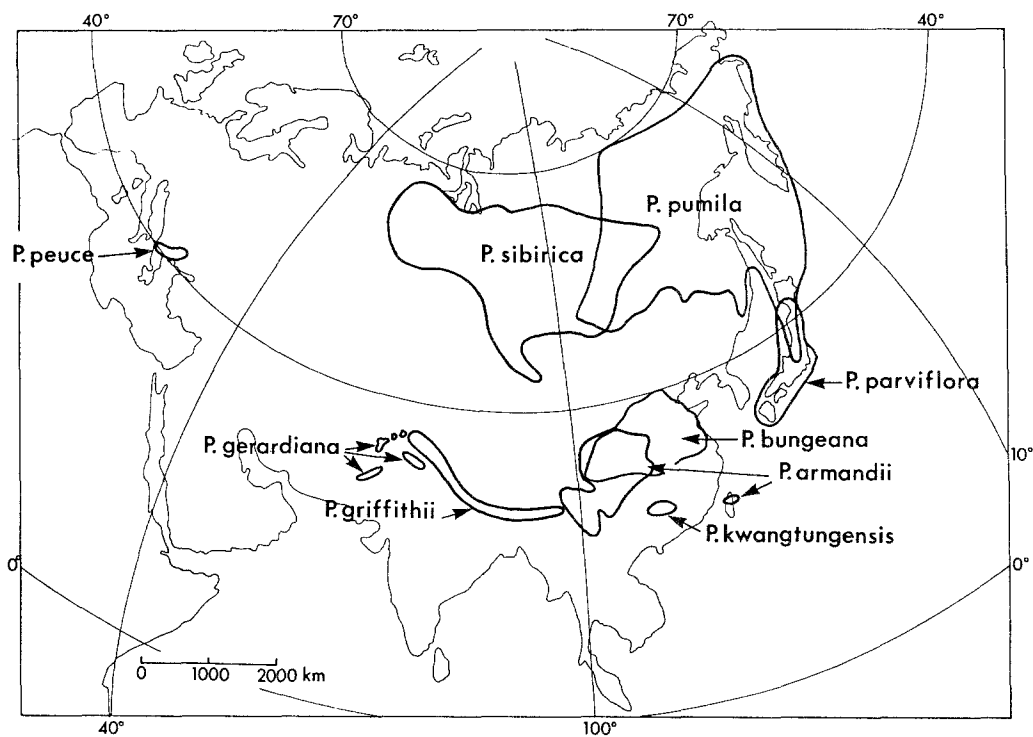 40°
70°
70°
40°
P. pumila
P. peuce
P. sibirica
P. parviflora
P. gerardiana
P. bungeana
10°
P. armandii
P. griffithii
P. kwangtungensis
0°
0°
0 1000 2000 km
40°
100°